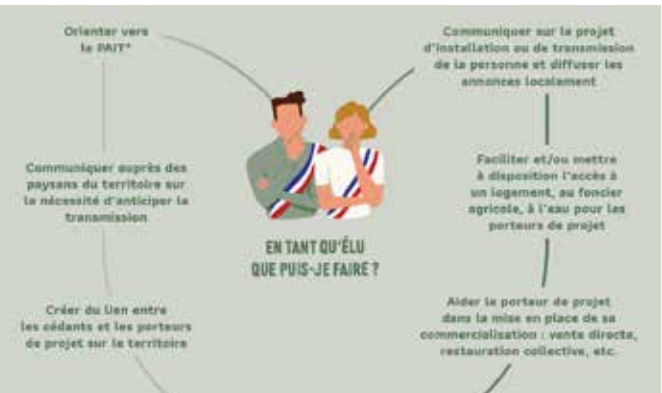 Orienter vers
le PAIT*
Communiquer auprès des
paysans du territoire sur
la nécessité d'anticiper la
transmission
Créer du lien entre
les cédants et les porteurs
de projet sur le territoire
EN TANT QU'ÉLU
QUE PUIS-JE FAIRE ?
Communiquer sur le projet
d'installation ou de transmission
de la personne et diffuser les
annonces localement
Faciliter et/ou mettre
à disposition l'accès à
un logement, au foncier
agricole, à l'eau pour les
porteurs de projet
Aider le porteur de projet
dans la mise en place de sa
commercialisation : vente directe,
restauration collective, etc.